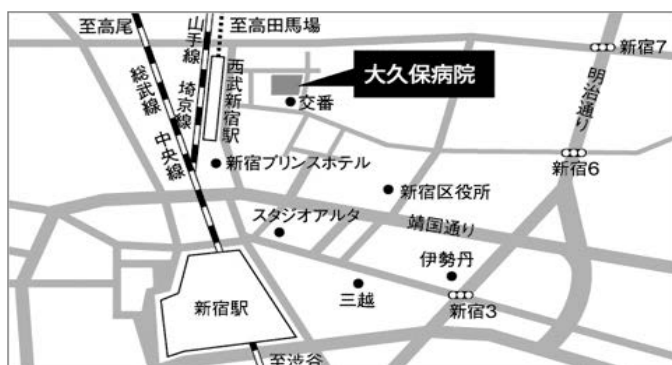 至高尾
至高田馬場
山手線
埼京線
総武線
中央線
西武新宿駅
大久保病院
交番
新宿7
明治通り
新宿6
新宿プリンスホテル
新宿区役所
スタジオアルタ
靖国通り
伊勢丹
三越
新宿3
新宿駅
至渋谷